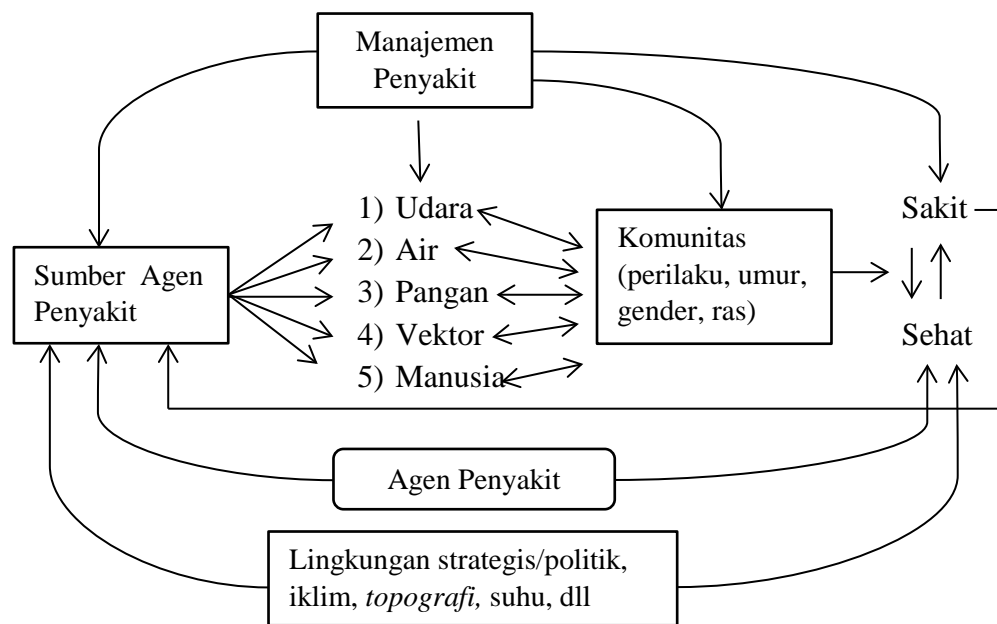 Manajemen
Penyakit
1) Udara
2) Air
3) Pangan
4) Vektor
5) Manusia
Sumber Agen
Penyakit
Komunitas
(perilaku, umur,
gender, ras)
Sakit
Sehat
Agen Penyakit
Lingkungan strategis/politik,
iklim, topografi, suhu, dll